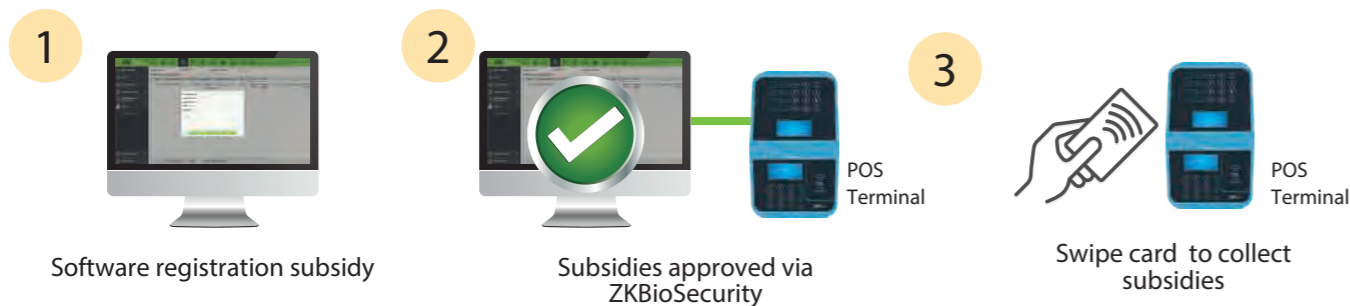 1
2
3
POS
Terminal
POS
Terminal
Software registration subsidy
Subsidies approved via
ZKBioSecurity
Swipe card to collect
subsidies